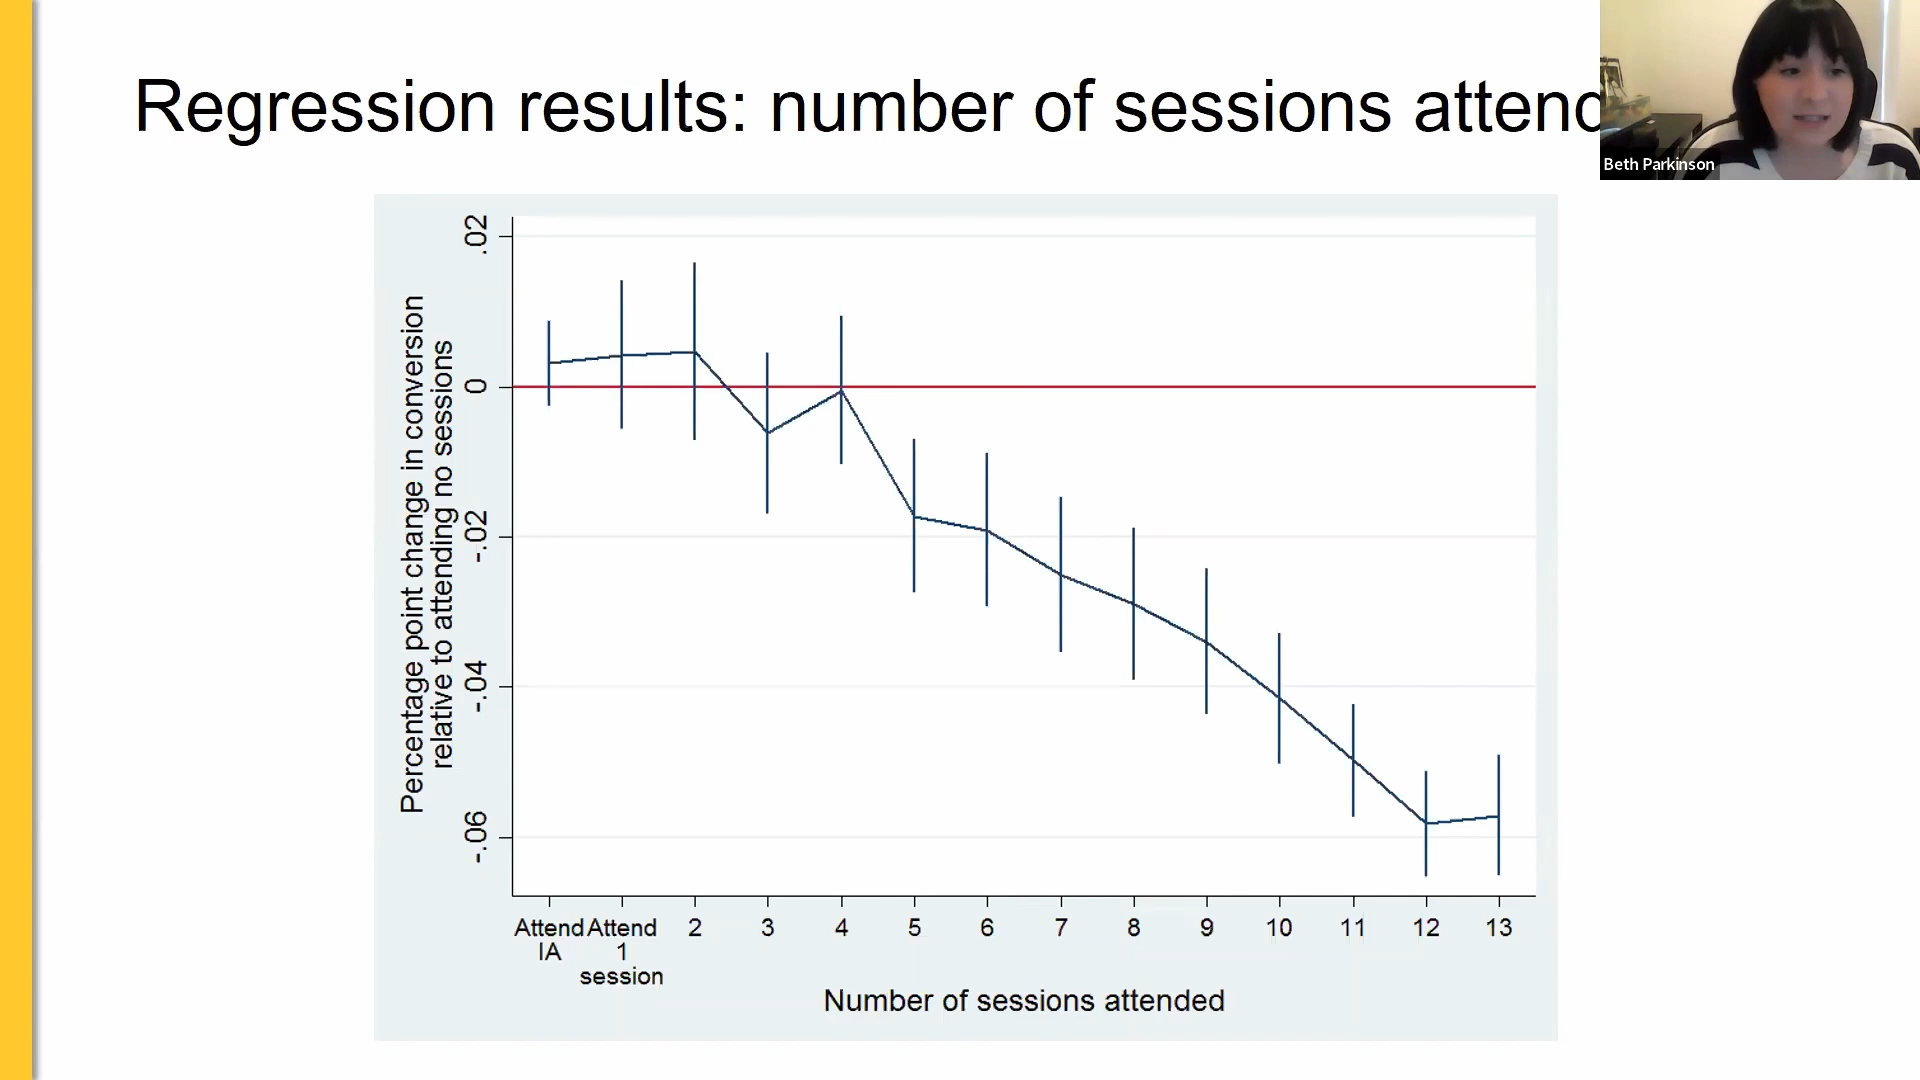 Regression results: number of sessions attend
Beth Parkinson
Percentage point change in conversion
relative to attending no sessions
.02
0
-.02
-.04
-.06
Attend IA
Attend 1 session
2
3
4
5
6
7
8
9
10
11
12
13
Number of sessions attended